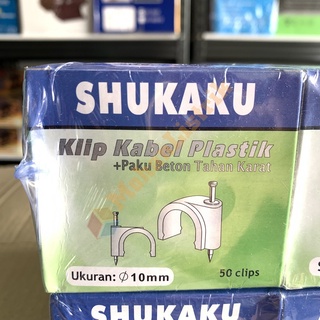 SHUKAKU
Klip Kabel Plastik
+Paku Beton Tahan Karat
Ukuran: Ø 10mm
50 clips
SHUKAKU